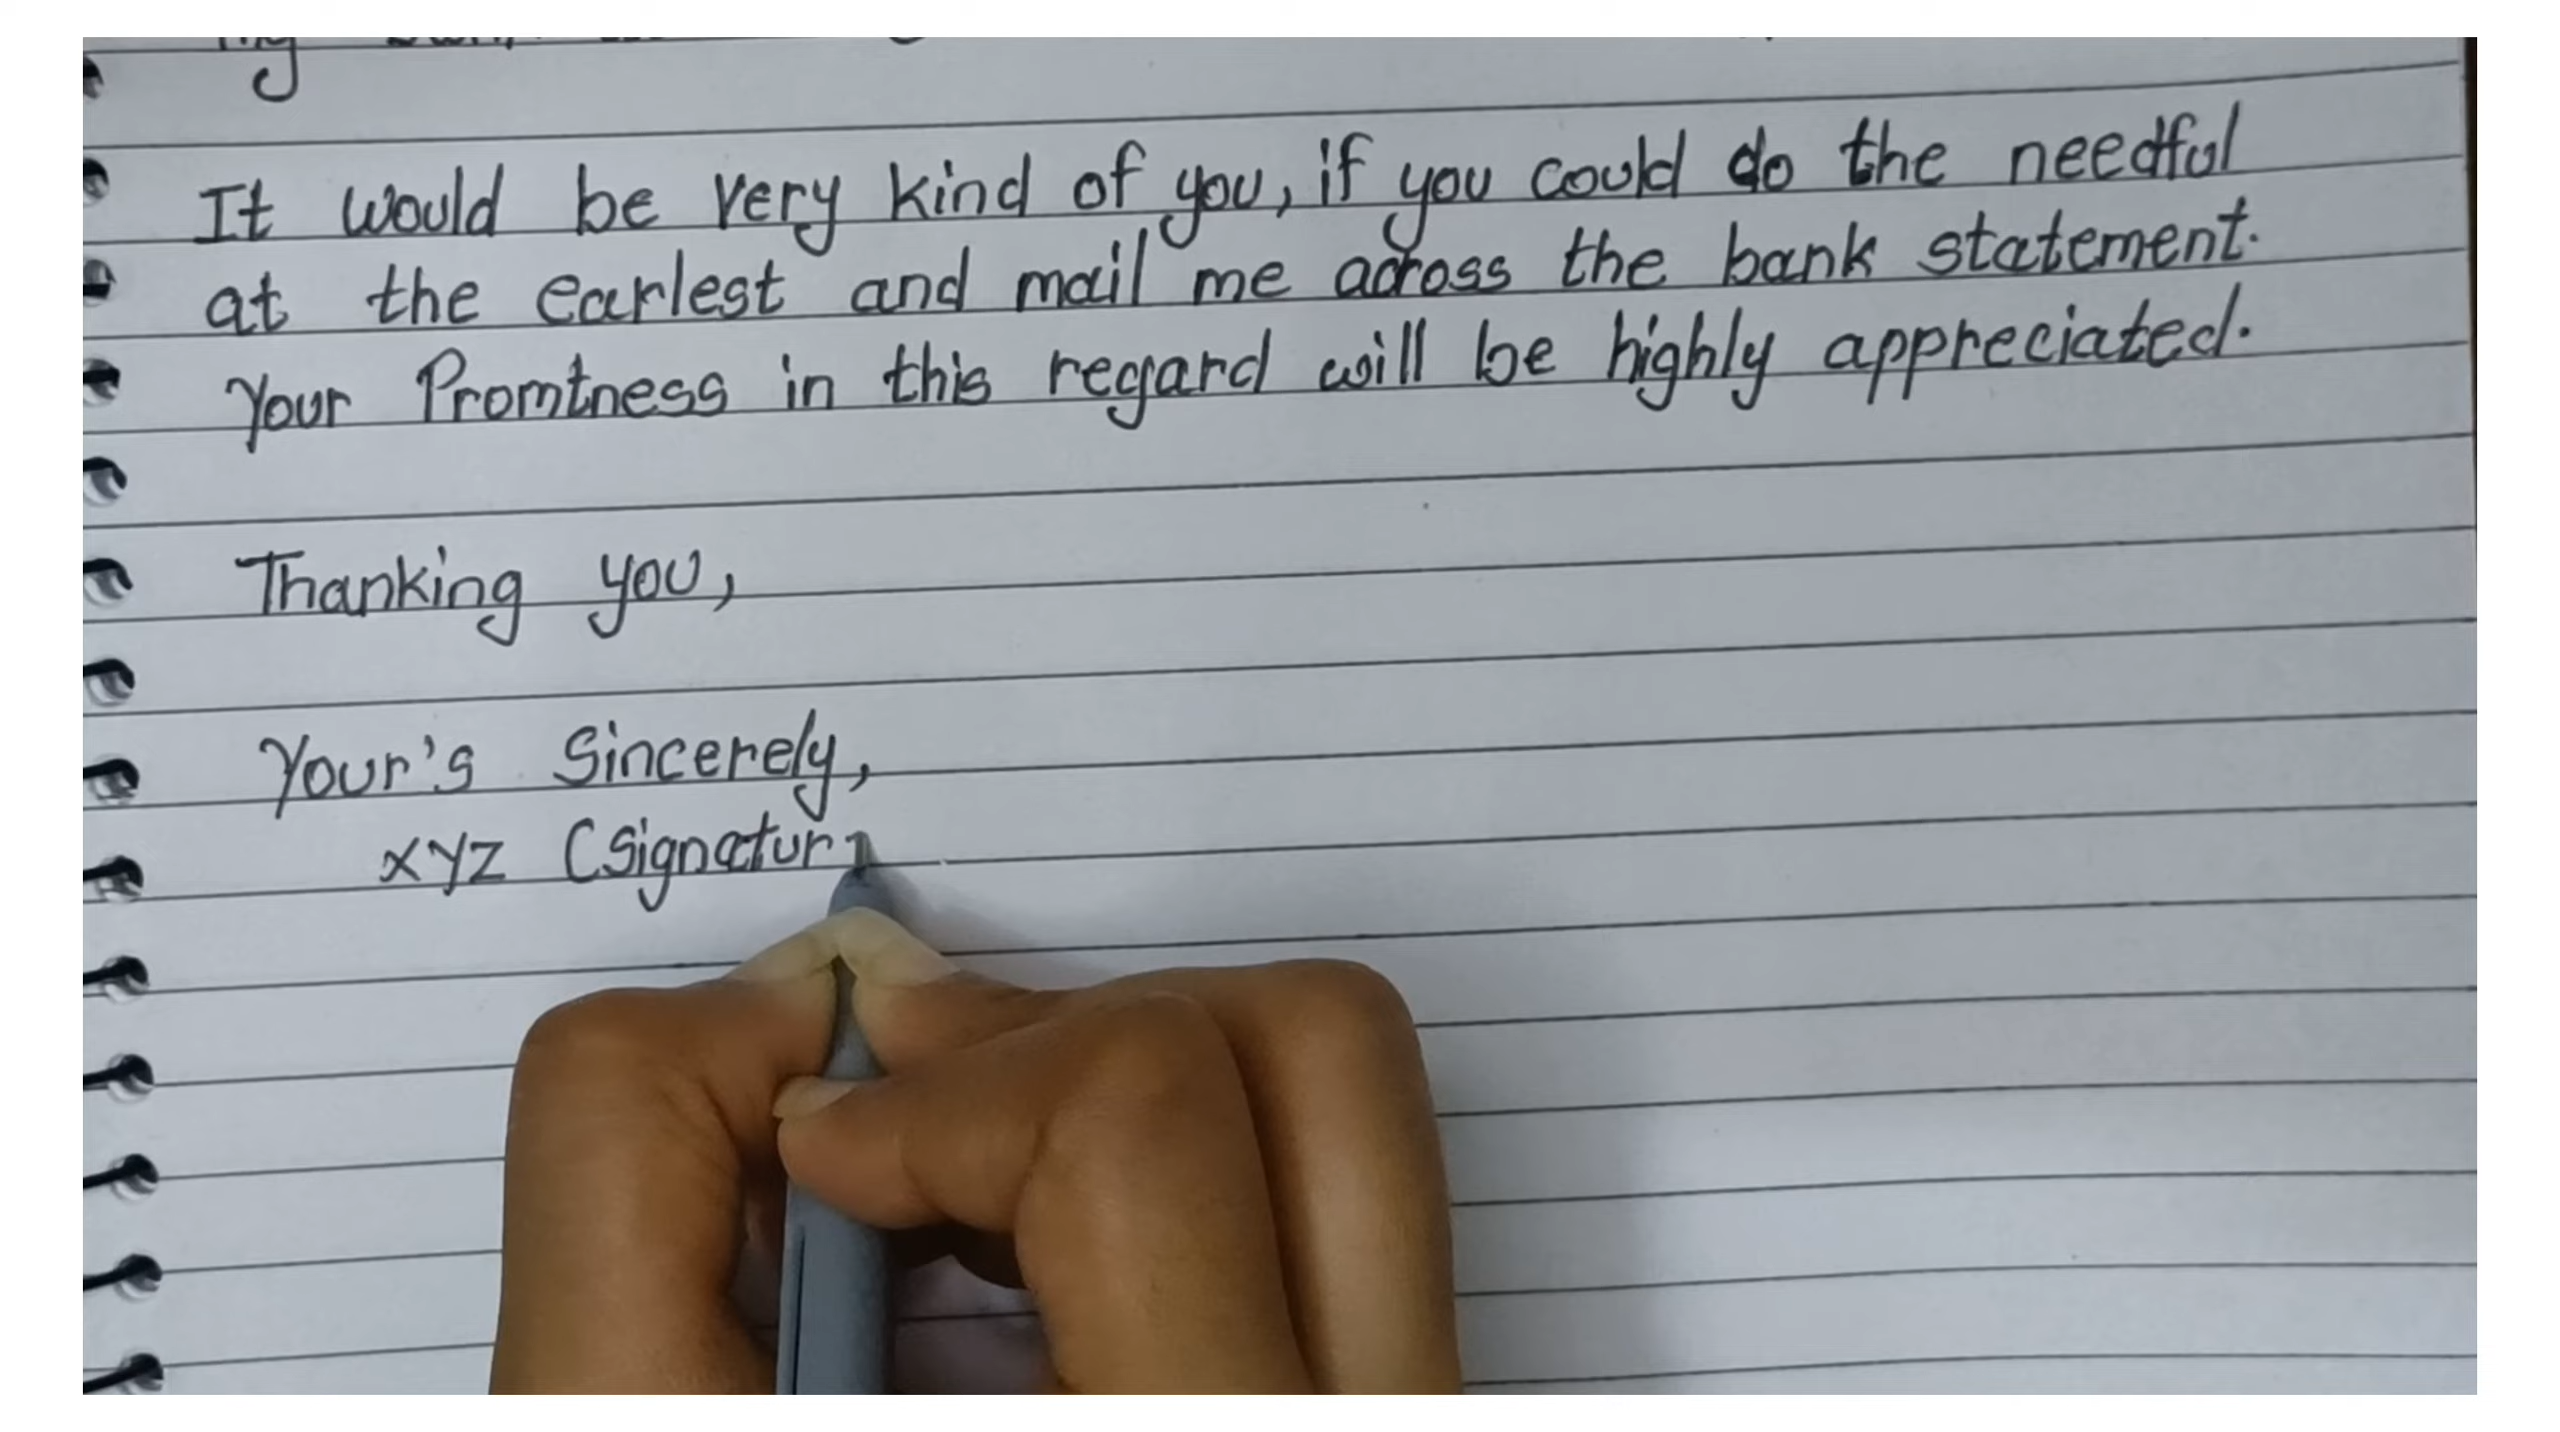 It would be very kind of you, if you could do the needful
at the earlest and mail me across the bank statement.
Your Promtness in this regard will be highly appreciated.
Thanking you,
Your's Sincerely,
xyz (Signatur